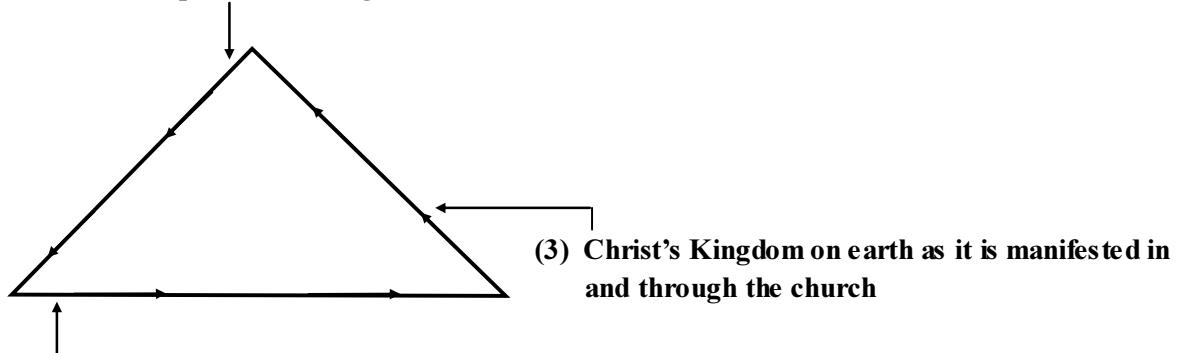 (3) Christ's Kingdom on earth as it is manifested in
and through the church